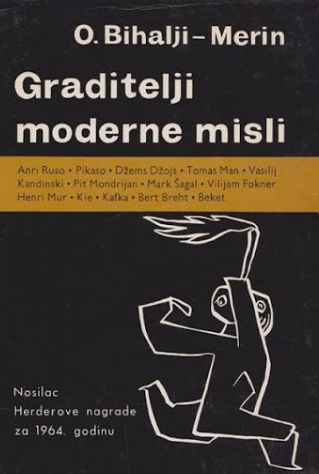 O. Bihalji – Merin
Graditelji
moderne misli
Anri Ruso • Pikaso • Džems Džojs • Tomas Man • Vasilij
Kandinski • Pit Mondrijan • Mark Šagal • Vilijam Fokner
Henri Mur • Kle • Kafka • Bert Breht • Beket
Nosilac
Herderove nagrade
za 1964. godinu